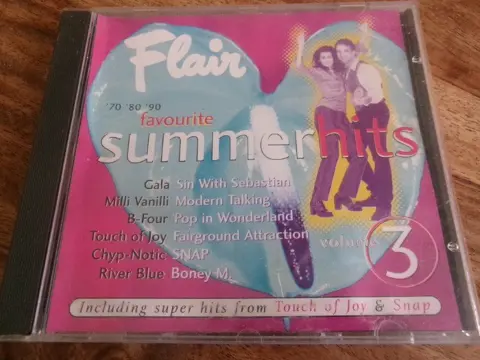 Flair
'70 '80 '90
favourite
summerhits
Gala Sin With Sebastian
Milli Vanilli Modern Talking
B-Four Pop in Wonderland
Touch of Joy Fairground Attraction
Chyp-Notic SNAP
River Blue Boney M.
volume 3
Including super hits from Touch of Joy & Snap